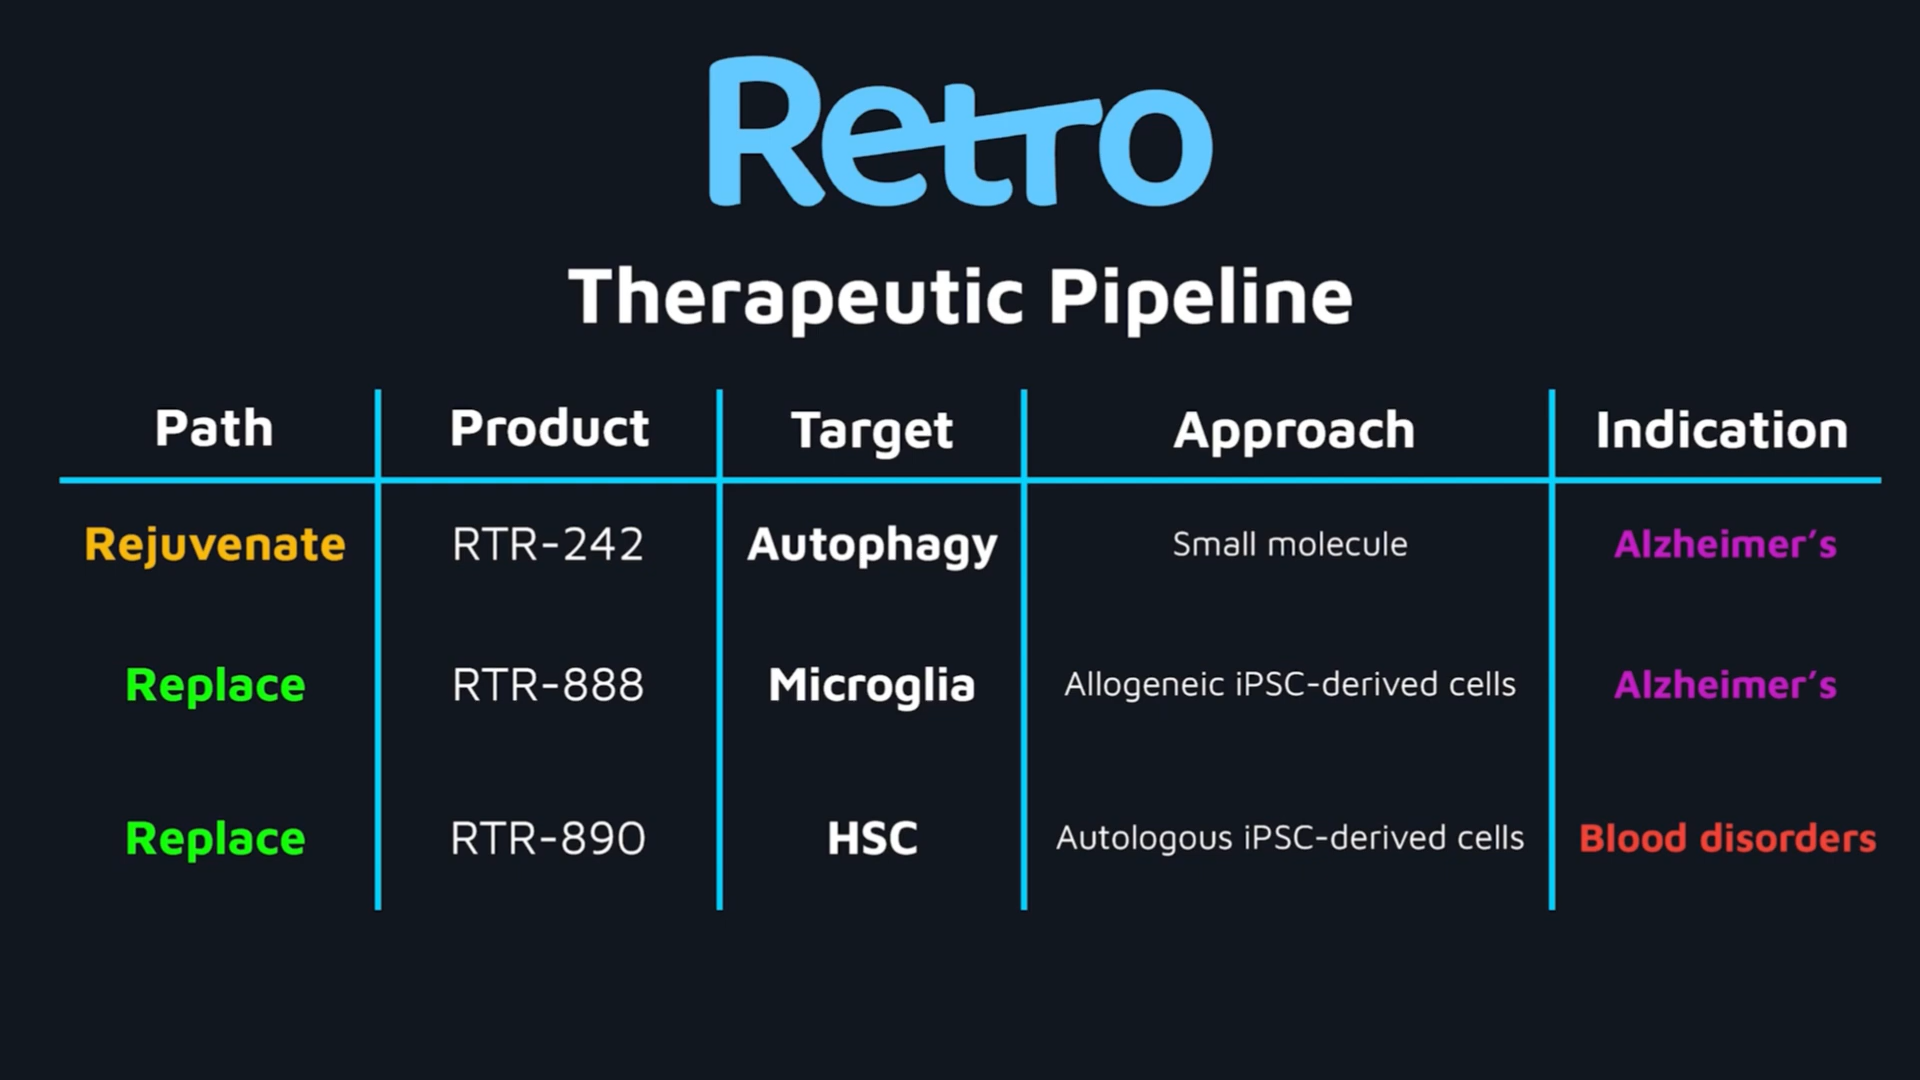 Retro
Therapeutic Pipeline
Path Product Target Approach Indication
Rejuvenate RTR-242 Autophagy Small molecule Alzheimer’s
Replace RTR-888 Microglia Allogeneic iPSC-derived cells Alzheimer’s
Replace RTR-890 HSC Autologous iPSC-derived cells Blood disorders